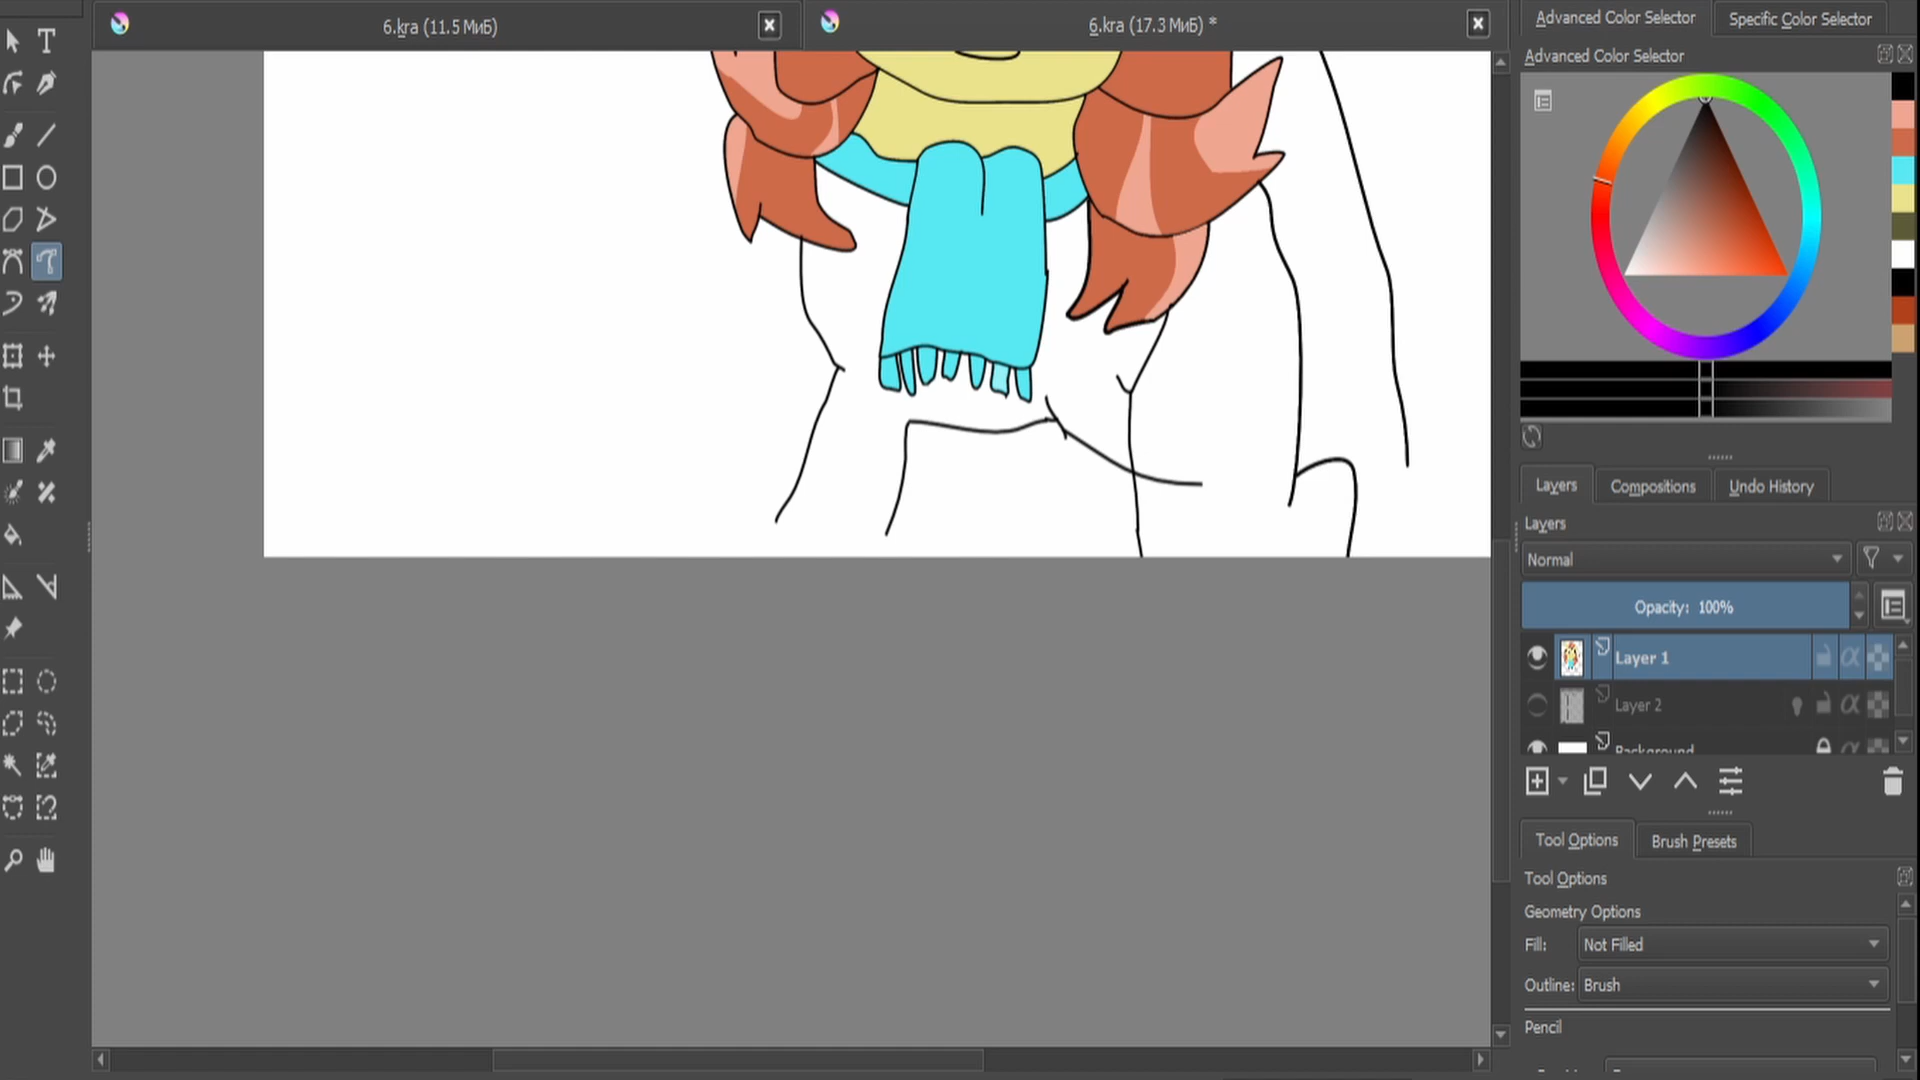 6.kra (11.5 МиБ)
6.kra (17.3 МиБ) *
Advanced Color Selector
Specific Color Selector
Advanced Color Selector
Layers
Compositions
Undo History
Layers
Normal
Opacity: 100%
Layer 1
Layer 2
Background
Tool Options
Brush Presets
Tool Options
Geometry Options
Fill: Not Filled
Outline: Brush
Pencil